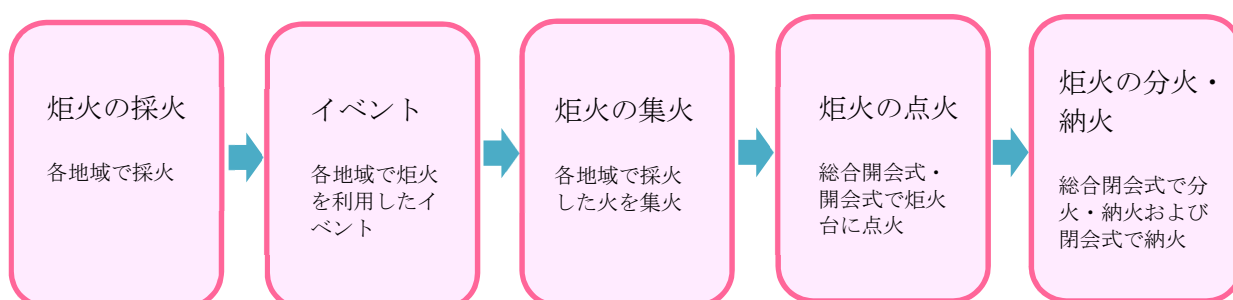 炬火の採火
各地域で採火
イベント
各地域で炬火
を利用したイ
ベント
炬火の集火
各地域で採火
した火を集火
炬火の点火
総合開会式・
開会式で炬火
台に点火
炬火の分火・
納火
総合閉会式で分
火・納火および
閉会式で納火